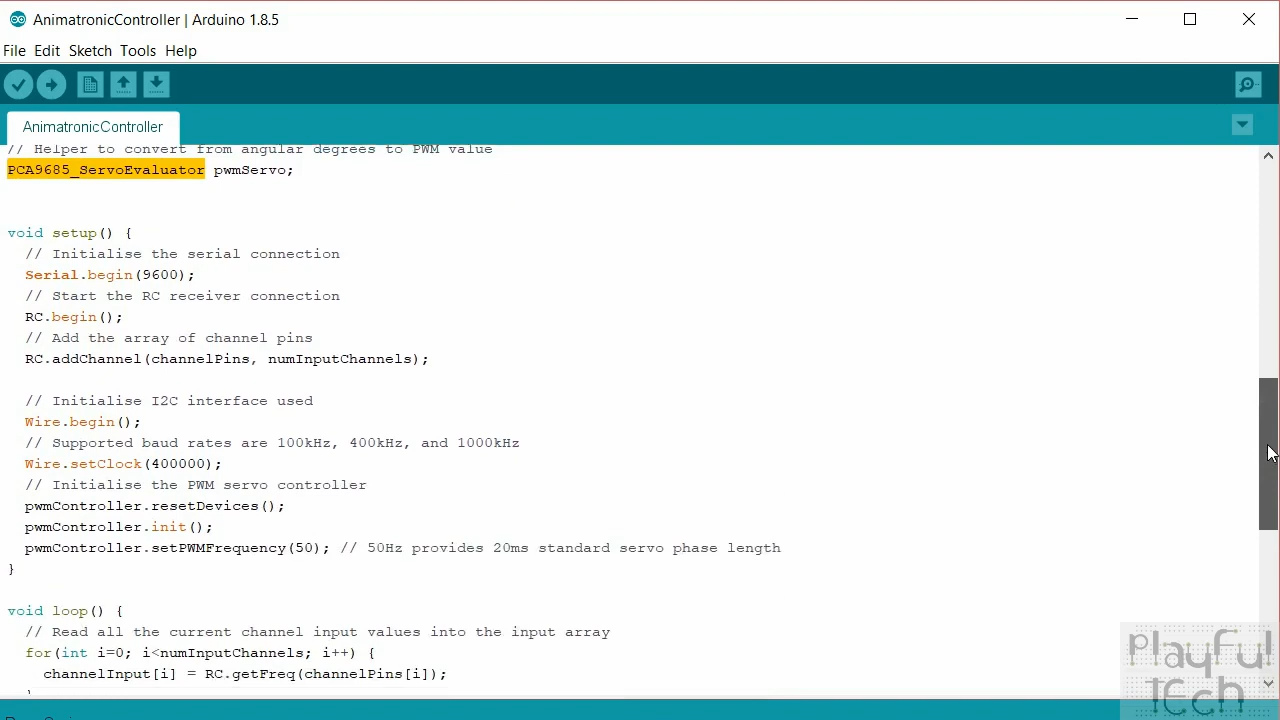 AnimatronicController | Arduino 1.8.5
File Edit Sketch Tools Help
AnimatronicController
// Helper to convert from angular degrees to PWM value
PCA9685_ServoEvaluator pwmServo;
void setup() {
// Initialise the serial connection
Serial.begin(9600);
// Start the RC receiver connection
RC.begin();
// Add the array of channel pins
RC.addChannel(channelPins, numInputChannels);
// Initialise I2C interface used
Wire.begin();
// Supported baud rates are 100kHz, 400kHz, and 1000kHz
Wire.setClock(400000);
// Initialise the PWM servo controller
pwmController.resetDevices();
pwmController.init();
pwmController.setPWMFrequency(50); // 50Hz provides 20ms standard servo phase length
}
void loop() {
// Read all the current channel input values into the input array
for(int i=0; i<numInputChannels; i++) {
channelInput[i] = RC.getFreq(channelPins[i]);
}
Playful
tEch